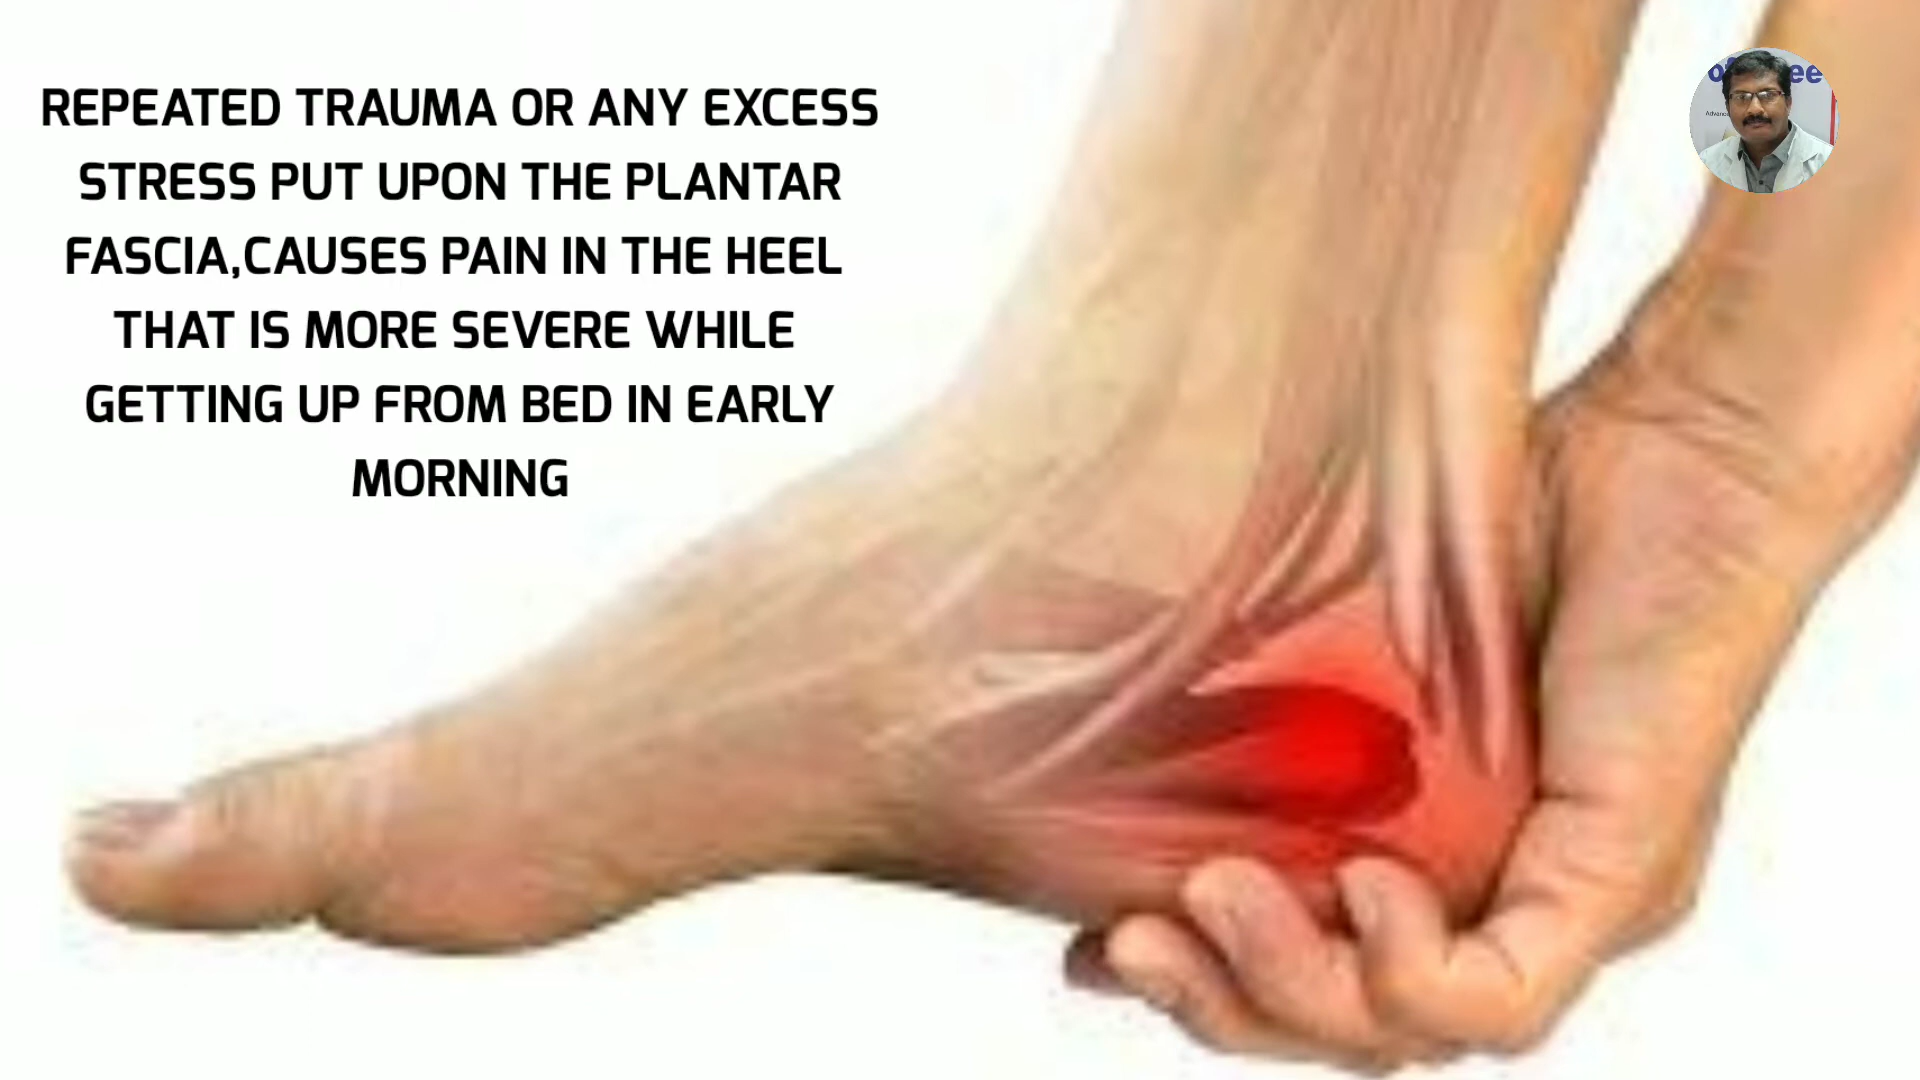 REPEATED TRAUMA OR ANY EXCESS
STRESS PUT UPON THE PLANTAR
FASCIA,CAUSES PAIN IN THE HEEL
THAT IS MORE SEVERE WHILE
GETTING UP FROM BED IN EARLY
MORNING